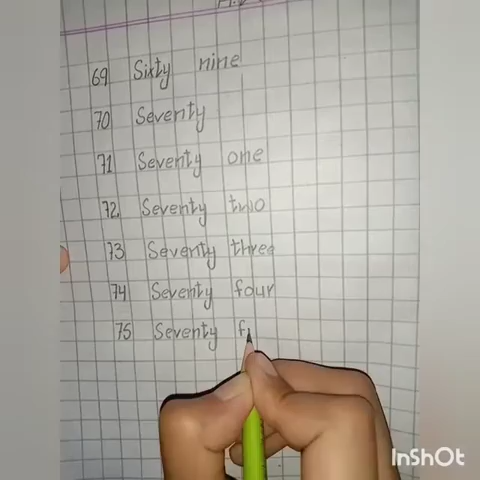 69 Sixty nine
70 Seventy
71 Seventy one
72 Seventy two
73 Seventy three
74 Seventy four
75 Seventy f
InShOt